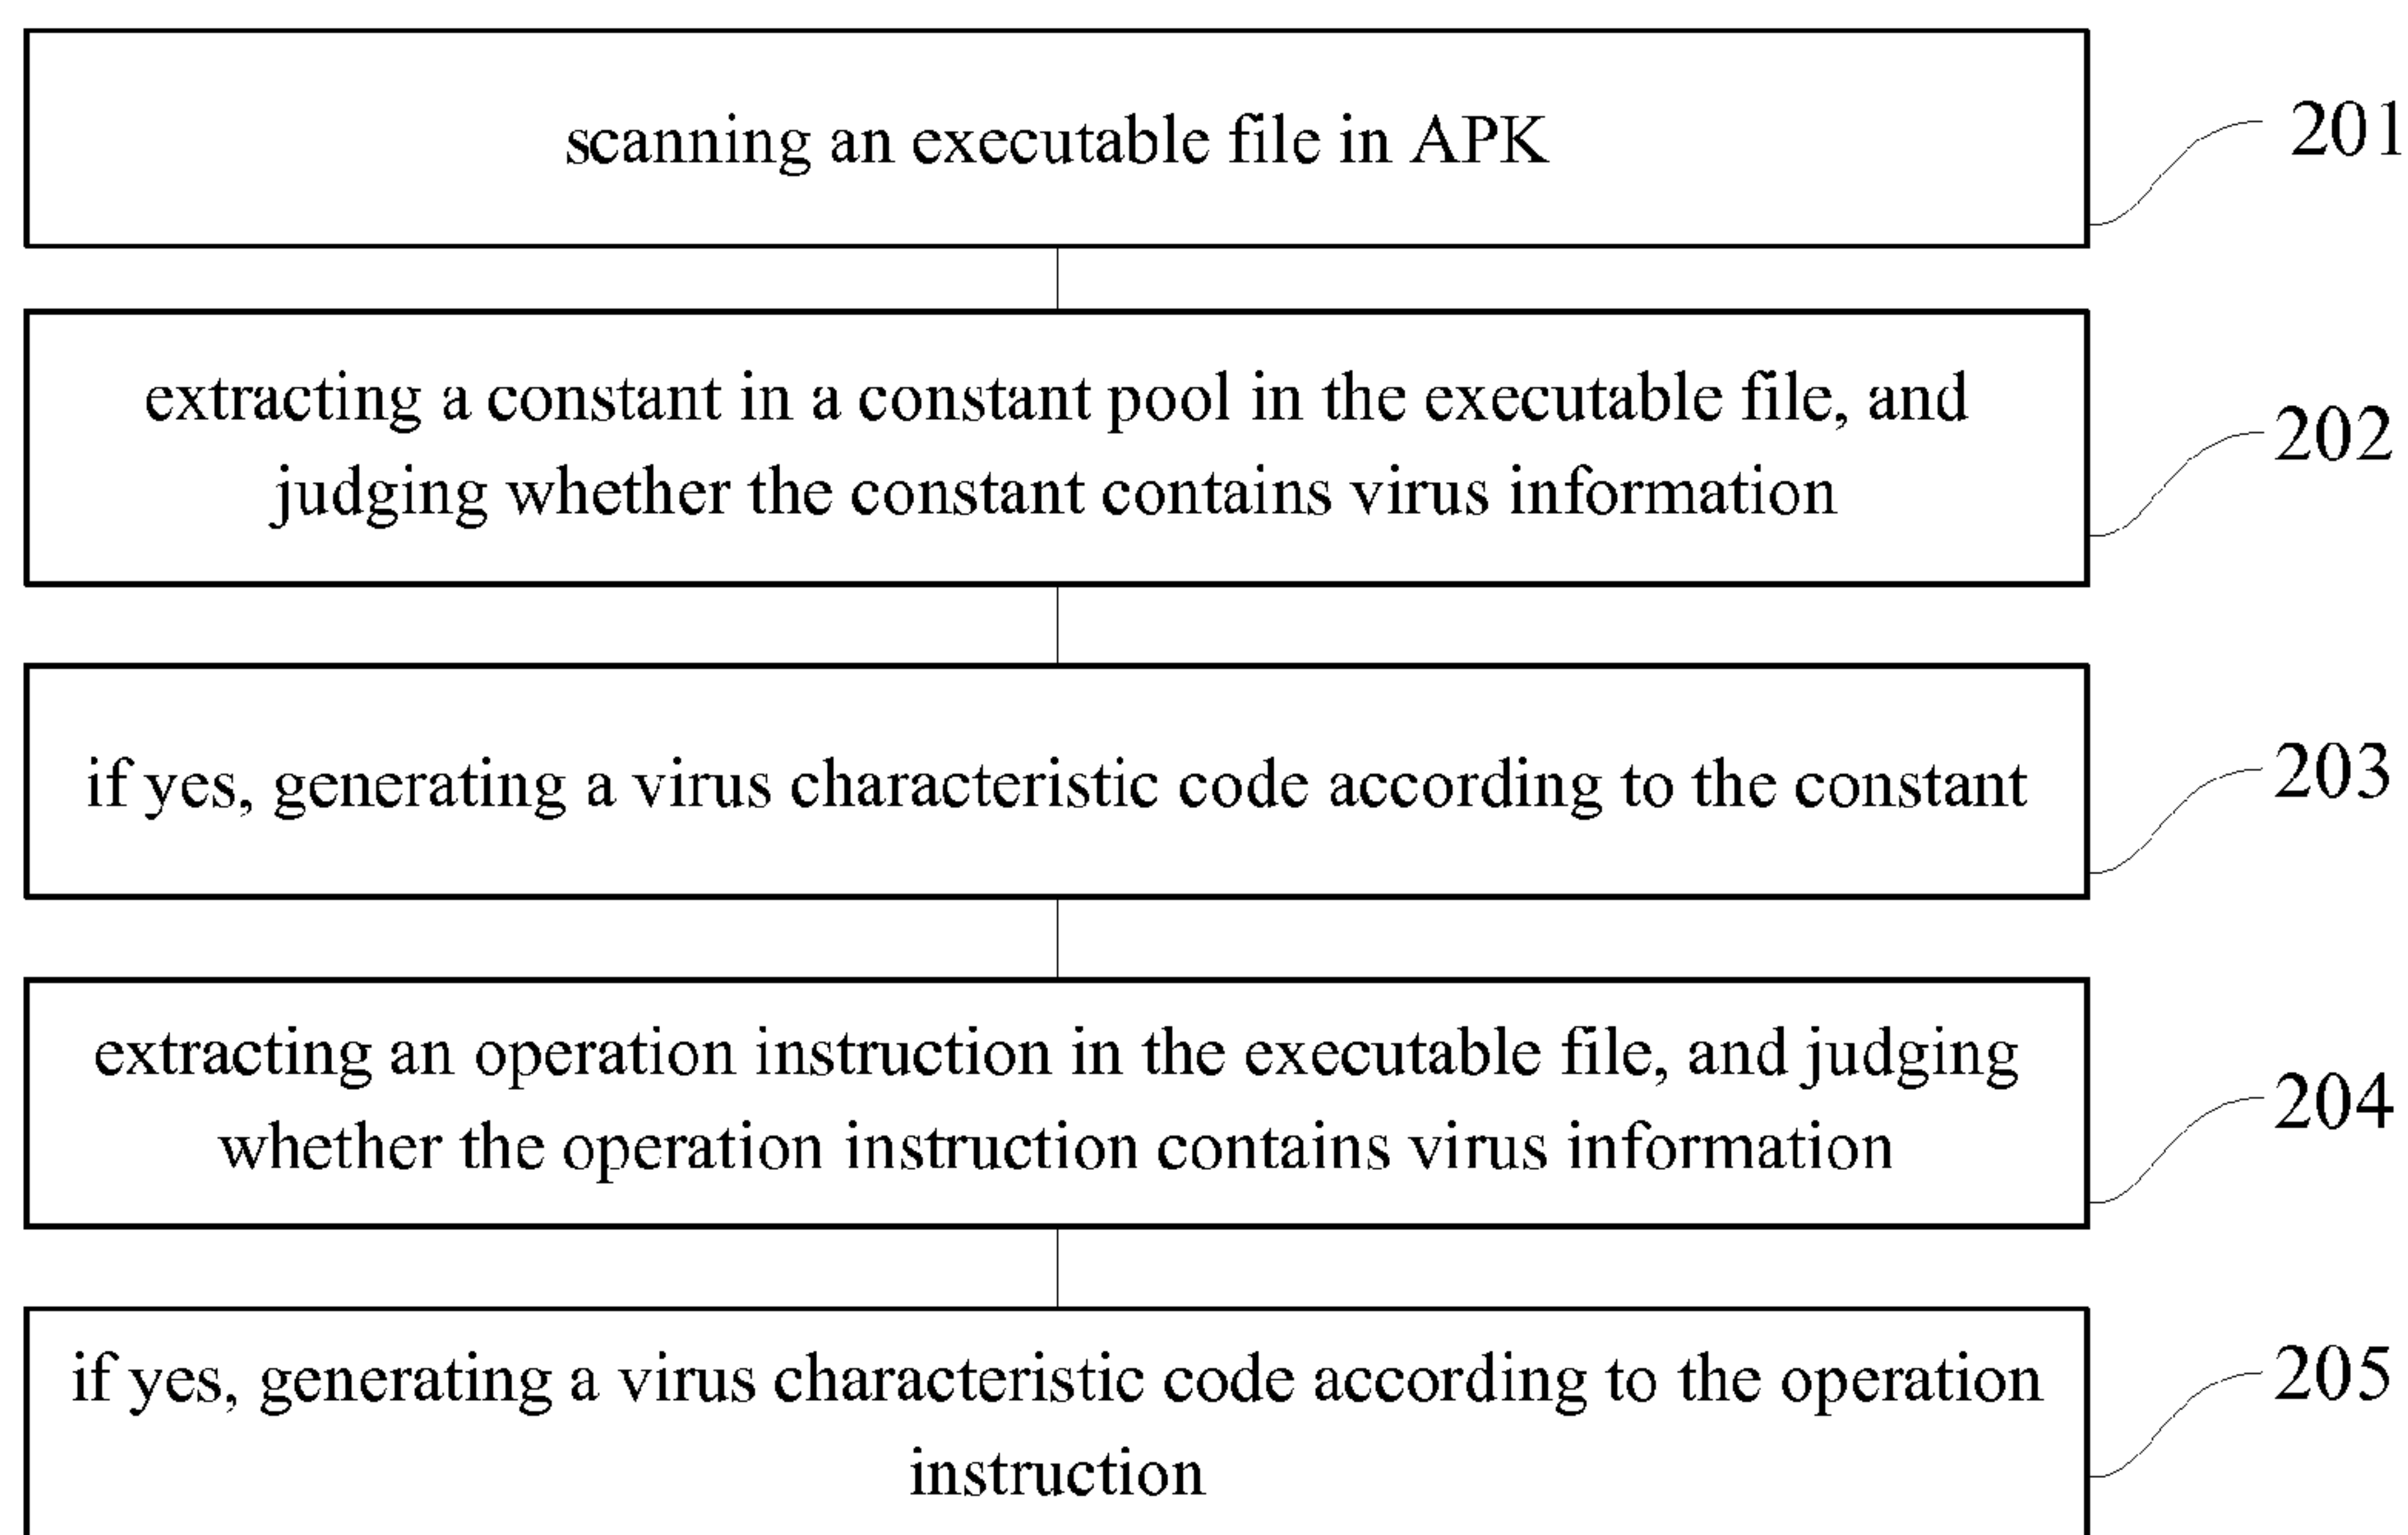 scanning an executable file in APK
201
extracting a constant in a constant pool in the executable file, and
judging whether the constant contains virus information
202
if yes, generating a virus characteristic code according to the constant
203
extracting an operation instruction in the executable file, and judging
whether the operation instruction contains virus information
204
if yes, generating a virus characteristic code according to the operation
instruction
205